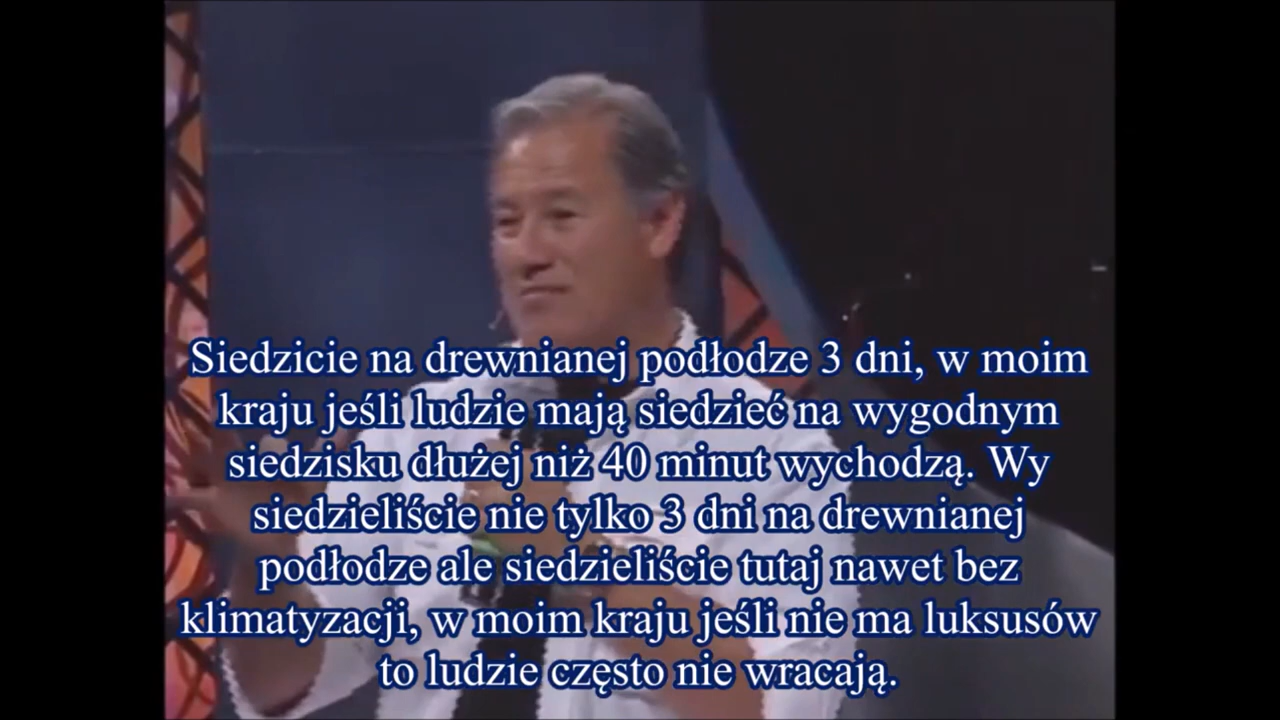 Siedzicie na drewnianej podłodze 3 dni, w moim
kraju jeśli ludzie mają siedzieć na wygodnym
siedzisku dłużej niż 40 minut wychodzą. Wy
siedzieliście nie tylko 3 dni na drewnianej
podłodze ale siedzieliście tutaj nawet bez
klimatyzacji, w moim kraju jeśli nie ma luksusów
to ludzie często nie wracają.